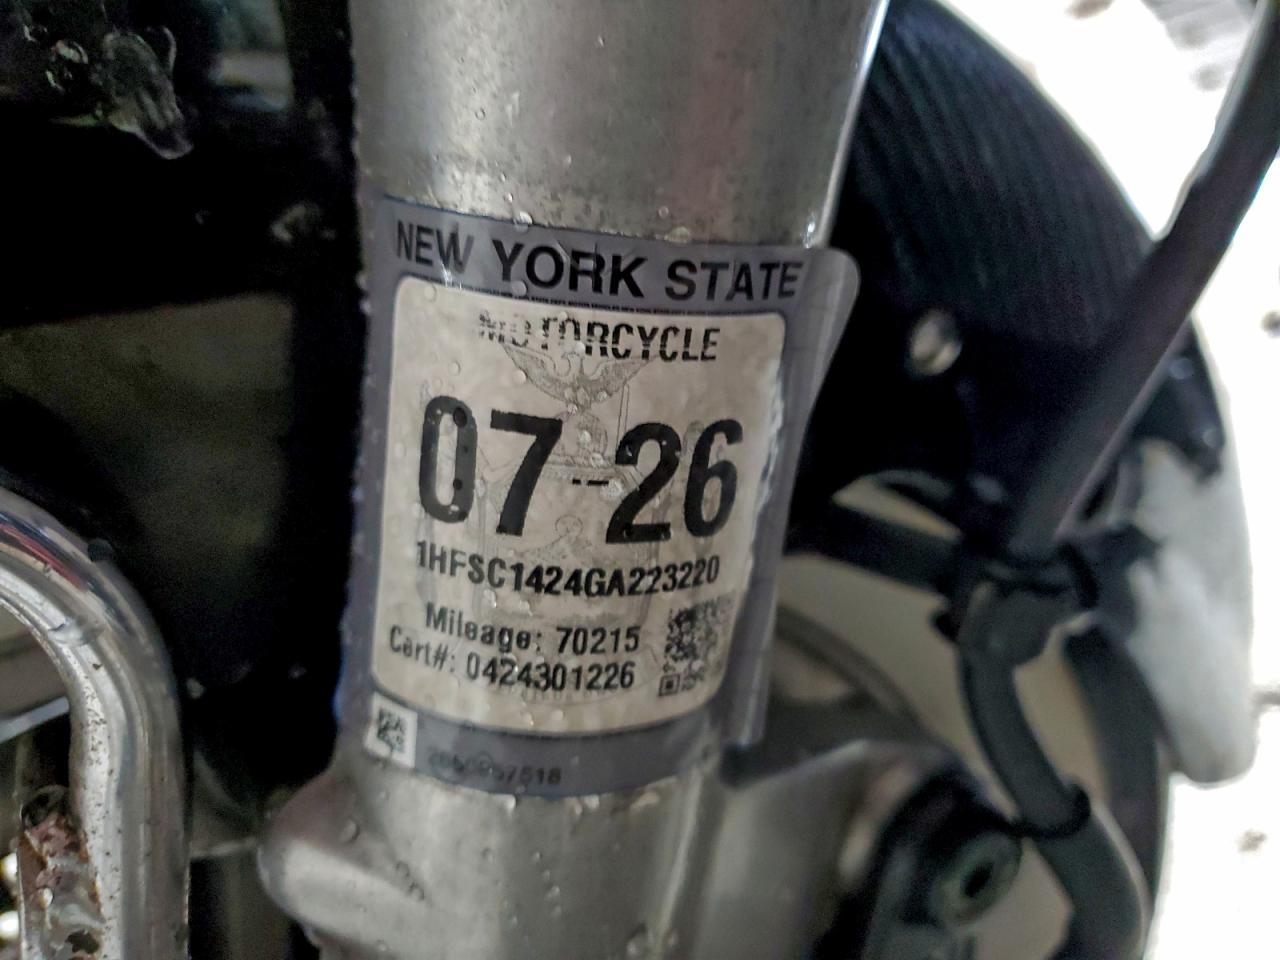 NEW YORK STATE
MOTORCYCLE
07--26
1HFSC1424GA223220
Mileage: 70215
Cert#: 0424301226